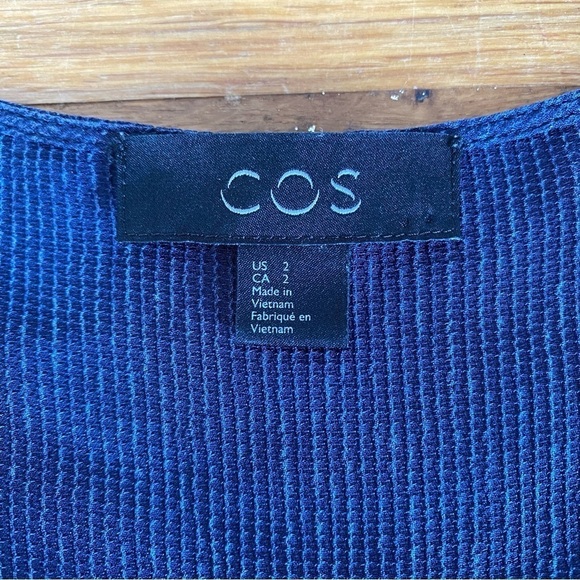 COS
US 2
CA 2
Made in
Vietnam
Fabriqué en
Vietnam